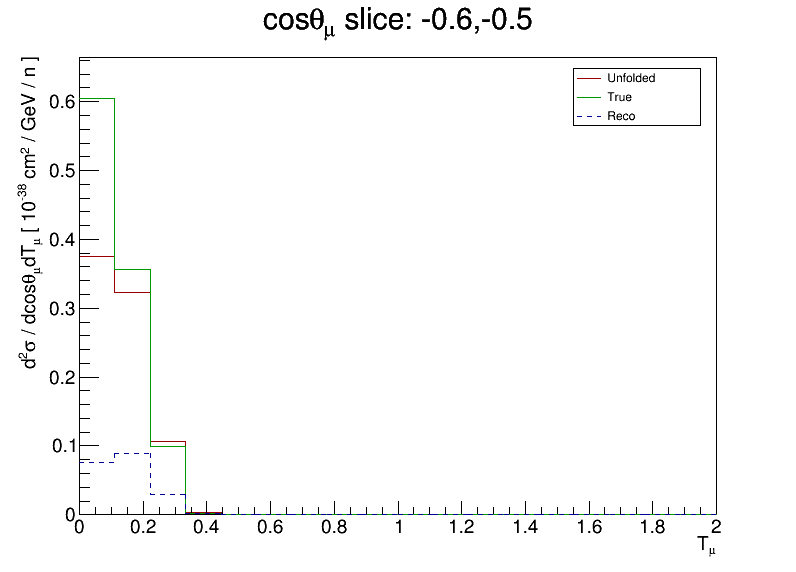 cosθμ slice: -0.6,-0.5
d²σ / dcosθμdTμ [ 10⁻³⁸ cm² / GeV / n ]
Unfolded
True
Reco
0.6
0.5
0.4
0.3
0.2
0.1
0
0 0.2 0.4 0.6 0.8 1 1.2 1.4 1.6 1.8 2
Tμ